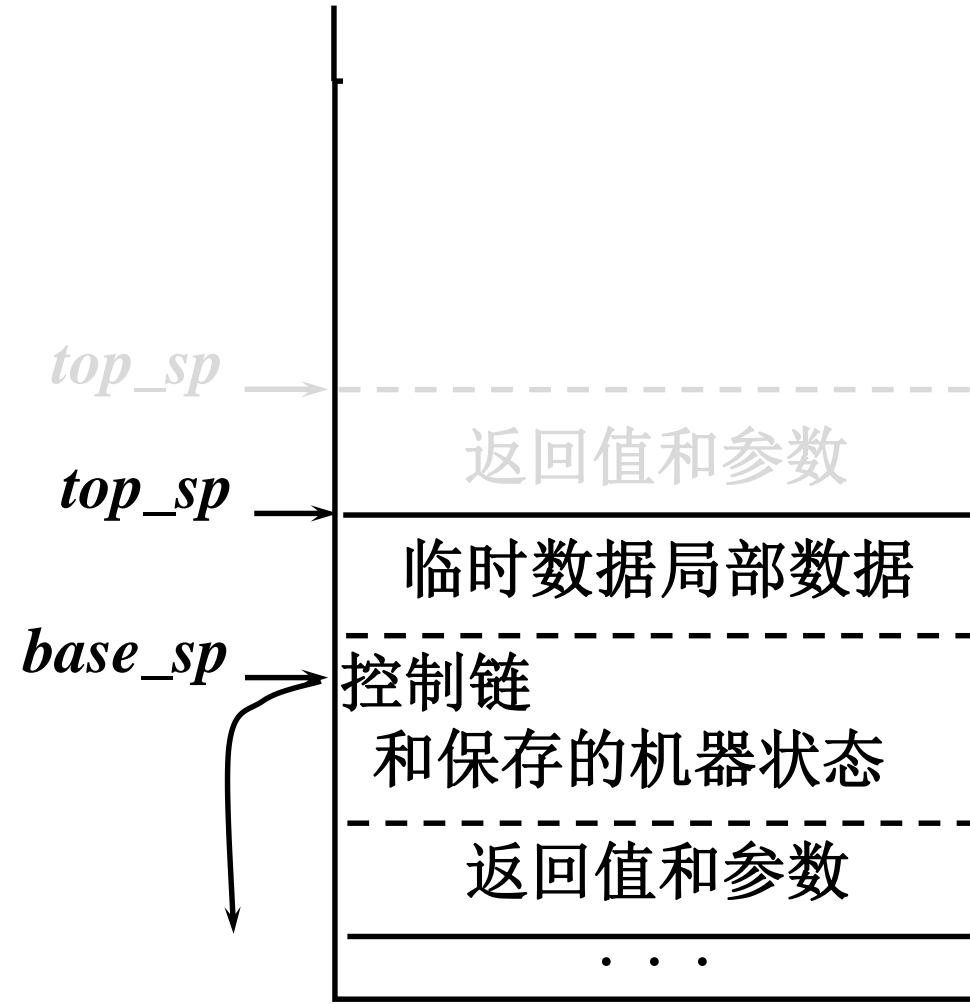 top_sp
返回值和参数
top_sp
临时数据局部数据
base_sp
控制链
和保存的机器状态
返回值和参数
. . .